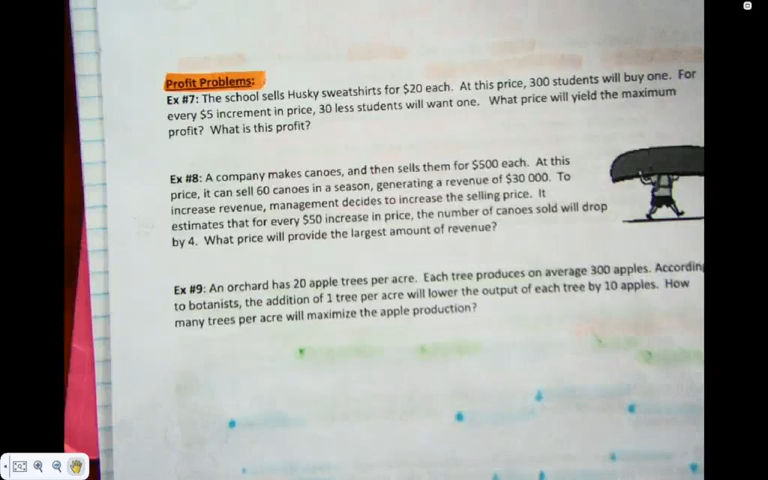 Profit Problems:
Ex #7: The school sells Husky sweatshirts for $20 each. At this price, 300 students will buy one. For
every $5 increment in price, 30 less students will want one. What price will yield the maximum
profit? What is this profit?
Ex #8: A company makes canoes, and then sells them for $500 each. At this
price, it can sell 60 canoes in a season, generating a revenue of $30 000. To
increase revenue, management decides to increase the selling price. It
estimates that for every $50 increase in price, the number of canoes sold will drop
by 4. What price will provide the largest amount of revenue?
Ex #9: An orchard has 20 apple trees per acre. Each tree produces on average 300 apples. According
to botanists, the addition of 1 tree per acre will lower the output of each tree by 10 apples. How
many trees per acre will maximize the apple production?